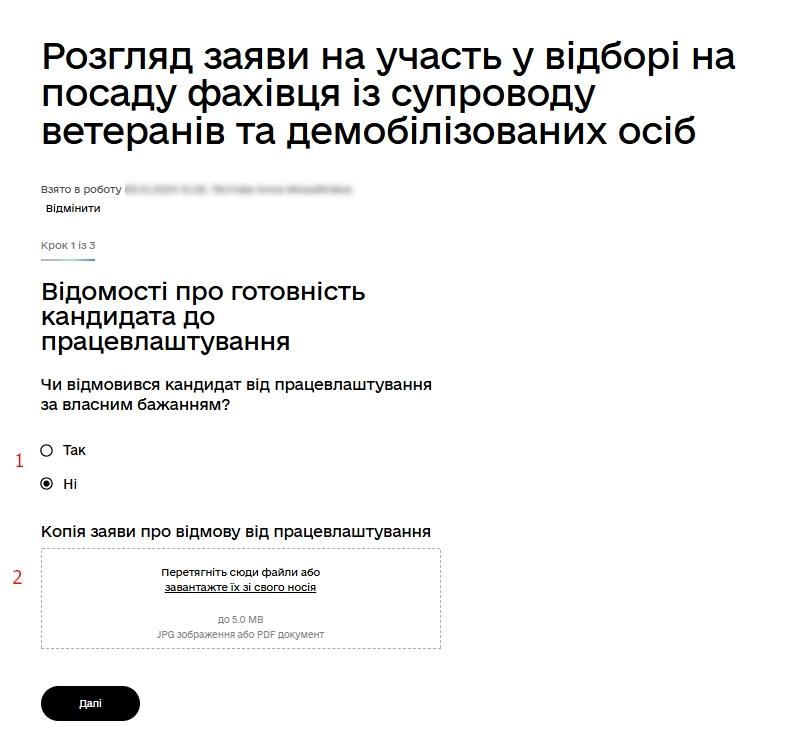 Розгляд заяви на участь у відборі на
посаду фахівця із супроводу
ветеранів та демобілізованих осіб
Взято в роботу
Відмінити
Крок 1 із 3
Відомості про готовність
кандидата до
працевлаштування
Чи відмовився кандидат від працевлаштування
за власним бажанням?
1
Так
Ні
Копія заяви про відмову від працевлаштування
2
Перетягніть сюди файли або
завантажте їх зі свого носія
до 5.0 MB
JPG зображення або PDF документ
Далі